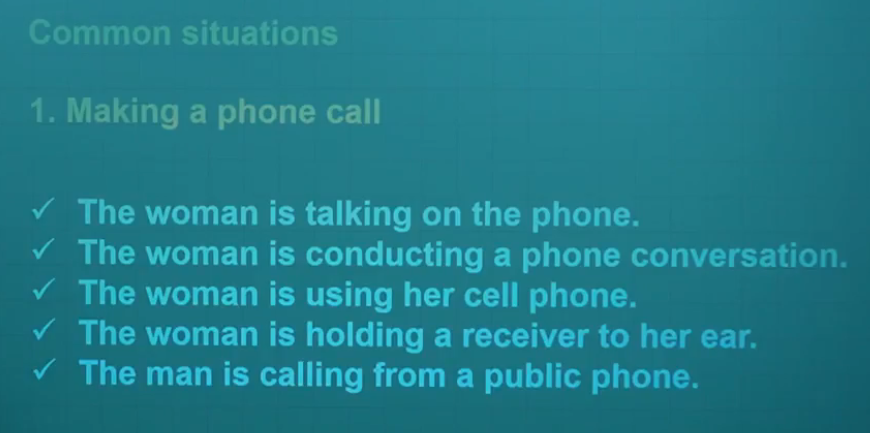 Common situations
1. Making a phone call
✓ The woman is talking on the phone.
✓ The woman is conducting a phone conversation.
✓ The woman is using her cell phone.
✓ The woman is holding a receiver to her ear.
✓ The man is calling from a public phone.